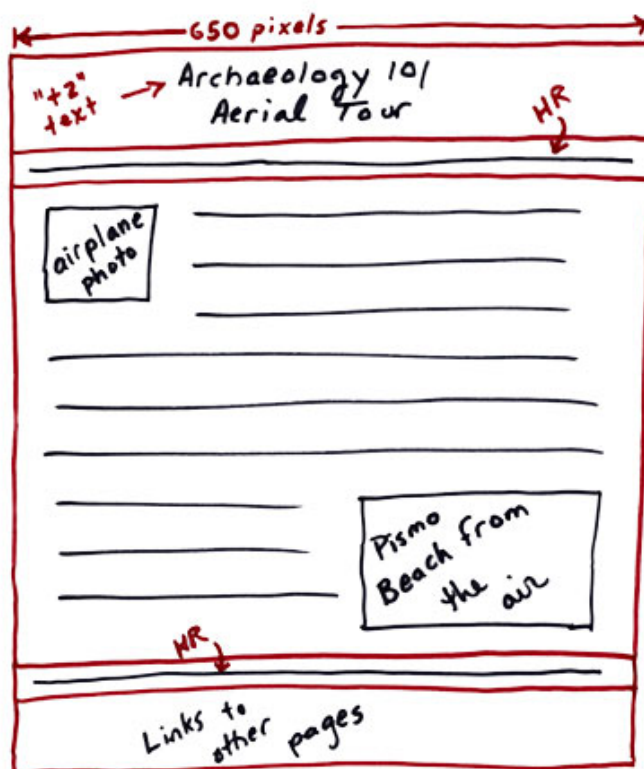 650 pixels
"+2"
text
Archaeology 101
Aerial Tour
HR
airplane
photo
Pismo
Beach from
the air
HR
Links to
other pages